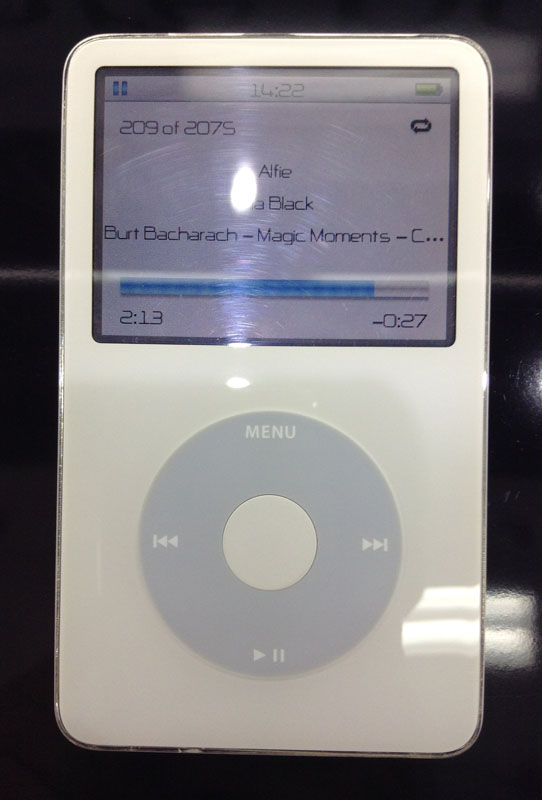 14:22
209 of 2075
Alfie
a Black
Burt Bacharach – Magic Moments – C...
2:13
-0:27
MENU